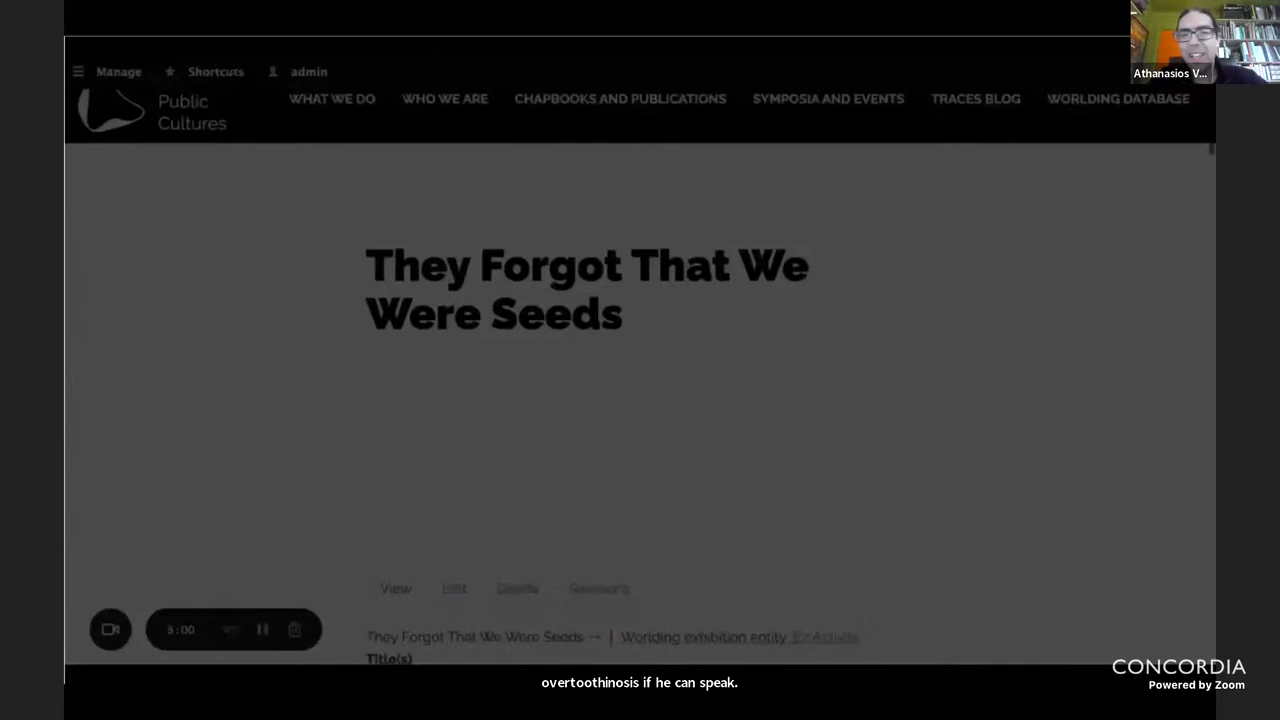 Athanasios V...
Manage Shortcuts admin
Public
Cultures
WHAT WE DO WHO WE ARE CHAPBOOKS AND PUBLICATIONS SYMPOSIA AND EVENTS TRACES BLOG WORLDING DATABASE
They Forgot That We
Were Seeds
View Edit Delete Revisions
5:00
They Forgot That We Were Seeds → | Worlding exhibition entity
Title(s)
CONCORDIA
Powered by Zoom
overtoothinosis if he can speak.